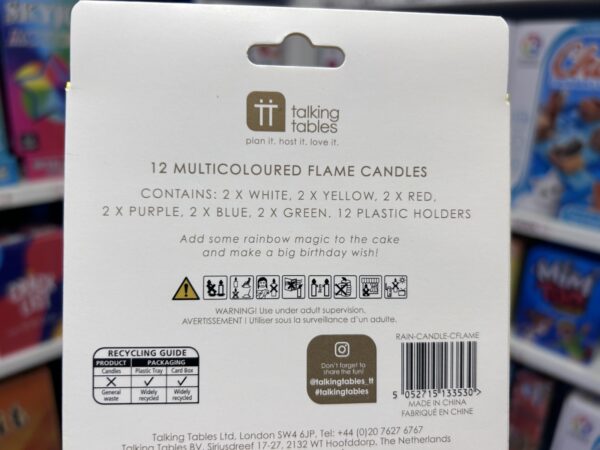 talking
tables
plan it. host it. love it.
12 MULTICOLOURED FLAME CANDLES
CONTAINS: 2 X WHITE, 2 X YELLOW, 2 X RED,
2 X PURPLE, 2 X BLUE, 2 X GREEN. 12 PLASTIC HOLDERS
Add some rainbow magic to the cake
and make a big birthday wish!
WARNING! Use under adult supervision.
AVERTISSEMENT ! Utiliser sous la surveillance d'un adulte.
RECYCLING GUIDE
PRODUCT PACKAGING
Candles Plastic Tray Card Box
General waste Widely recycled Widely recycled
Don't forget to
share the fun!
@talkingtables_tt
#talkingtables
RAIN-CANDLE-CFLAME
5 052715 133530 >
MADE IN CHINA
FABRIQUÉ EN CHINE
Talking Tables Ltd, London SW4 6JP, Tel: +44 (0)20 7627 6767
Talking Tables BV, Siriusdreef 17-27, 2132 WT Hoofddorp, The Netherlands